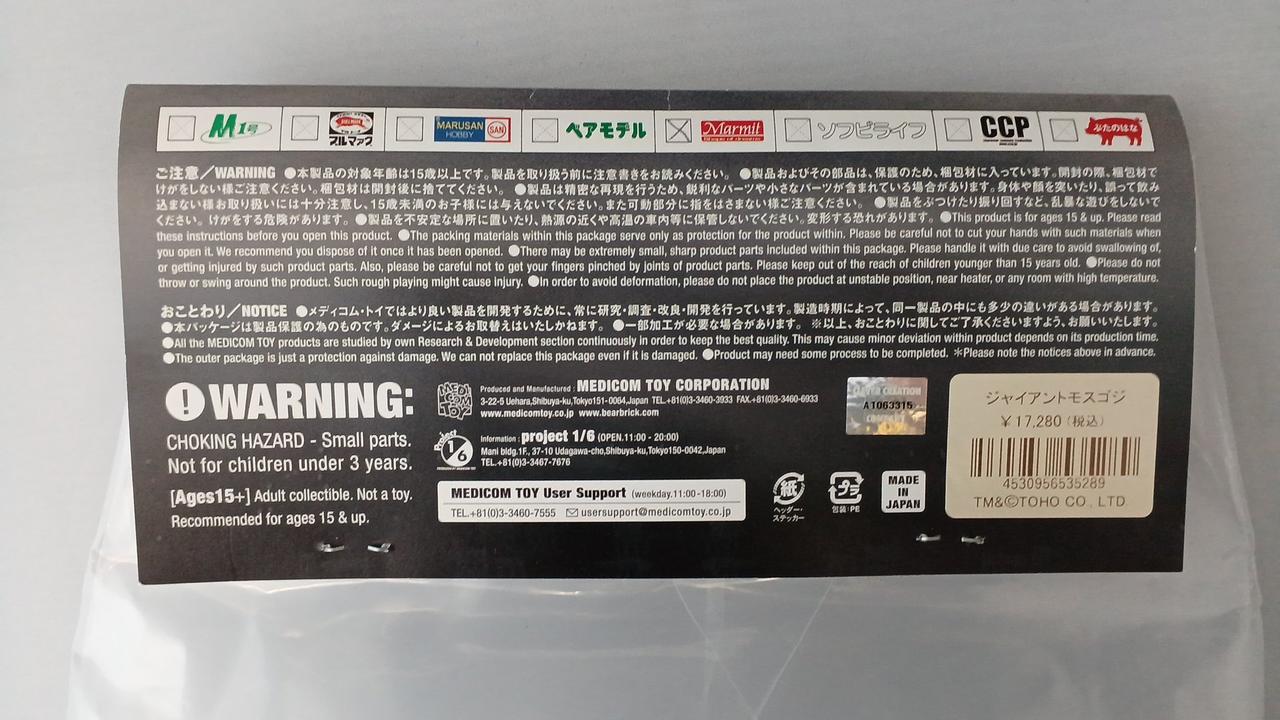 M1号 BULLMARK ブルマァク MARUSAN HOBBY SAN ベアモデル Marmit ソフビライフ CCP ぶたのはな
ご注意／WARNING ●本製品の対象年齢は15歳以上です。製品を取り扱う前に注意書きをお読みください。 ●製品およびその部品は、保護のため、梱包材に入っています。開封の際、梱包材で
けがをしない様ご注意ください。梱包材は開封後に捨ててください。 ●製品は精密な再現を行うため、鋭利なパーツや小さなパーツが含まれている場合があります。身体や顔を突いたり、誤って飲み
込まない様お取り扱いには十分注意し、15歳未満のお子様には与えないでください。また可動部分に指をはさまない様ご注意ください。 ●製品をぶつけたり振り回すなど、乱暴な遊びをしないで
ください。けがをする危険があります。 ●製品を不安定な場所に置いたり、熱源の近くや高温の車内等に保管しないでください。変形する恐れがあります。 ●This product is for ages 15 & up. Please read
these instructions before you open this product. ●The packing materials within this package serve only as protection for the product within. Please be careful not to cut your hands with such materials when
you open it. We recommend you dispose of it once it has been opened. ●There may be extremely small, sharp product parts included within this package. Please handle it with due care to avoid swallowing of,
or getting injured by such product parts. Also, please be careful not to get your fingers pinched by joints of product parts. Please keep out of the reach of children younger than 15 years old. ●Please do not
throw or swing around the product. Such rough playing might cause injury. ●In order to avoid deformation, please do not place the product at unstable position, near heater, or any room with high temperature.
おことわり／NOTICE ●メディコム・トイではより良い製品を開発するために、常に研究・調査・改良・開発を行っています。製造時期によって、同一製品の中にも多少の違いがある場合があります。
●本パッケージは製品保護の為のものです。ダメージによるお取替えはいたしかねます。 ●一部加工が必要な場合があります。 ※以上、おことわりに関してご了承くださいますよう、お願いいたします。
●All the MEDICOM TOY products are studied by own Research & Development section continuously in order to keep the best quality. This may cause minor deviation within product depends on its production time.
●The outer package is just a protection against damage. We can not replace this package even if it is damaged. ●Product may need some process to be completed. ＊Please note the notices above in advance.
WARNING:
CHOKING HAZARD - Small parts.
Not for children under 3 years.
[Ages15+] Adult collectible. Not a toy.
Recommended for ages 15 & up.
MEDI COM TOY
Produced and Manufactured : MEDICOM TOY CORPORATION
3-22-5 Uehara,Shibuya-ku,Tokyo151-0064,Japan TEL.+81(0)3-3460-3933 FAX.+81(0)3-3460-6933
www.medicomtoy.co.jp www.bearbrick.com
project 1/6
Information : project 1/6 (OPEN.11:00 - 20:00)
Mani bldg.1F., 37-10 Udagawa-cho,Shibuya-ku,Tokyo150-0042,Japan
TEL.+81(0)3-3467-7676
MEDICOM TOY User Support (weekday.11:00-18:00)
TEL.+81(0)3-3460-7555 usersupport@medicomtoy.co.jp
A1063315
紙
ヘッダー・
ステッカー
プラ
包装:PE
MADE
IN
JAPAN
ジャイアントモスゴジ
￥17,280 (税込)
4530956535289
TM&©TOHO CO., LTD.